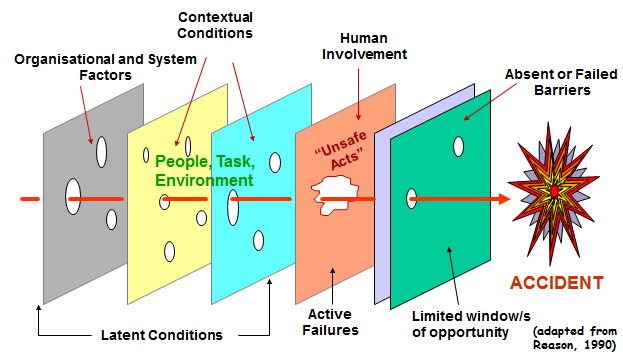 Contextual
Conditions
Human
Involvement
Organisational and System
Factors
Absent or Failed
Barriers
People, Task,
Environment
“Unsafe
Acts”
ACCIDENT
Latent Conditions
Active
Failures
Limited window/s
of opportunity
(adapted from
Reason, 1990)